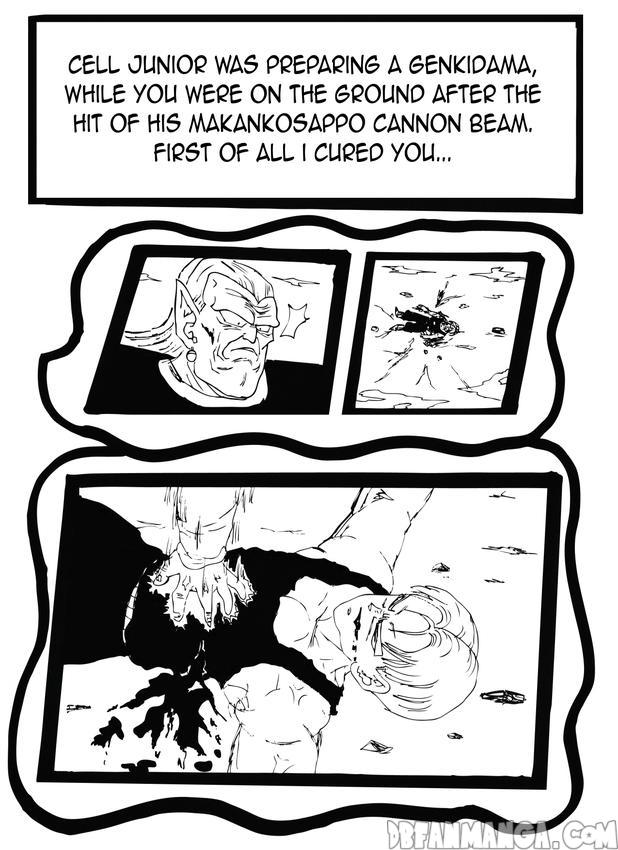 CELL JUNIOR WAS PREPARING A GENKIDAMA,
WHILE YOU WERE ON THE GROUND AFTER THE
HIT OF HIS MAKANKOSAPPO CANNON BEAM.
FIRST OF ALL I CURED YOU...
DBFANMANGA.COM